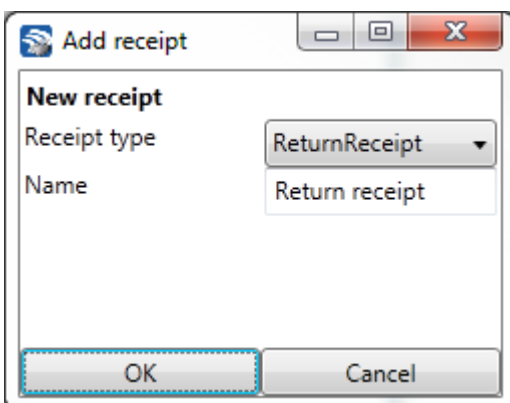 Add receipt
New receipt
Receipt type ReturnReceipt
Name Return receipt
OK Cancel